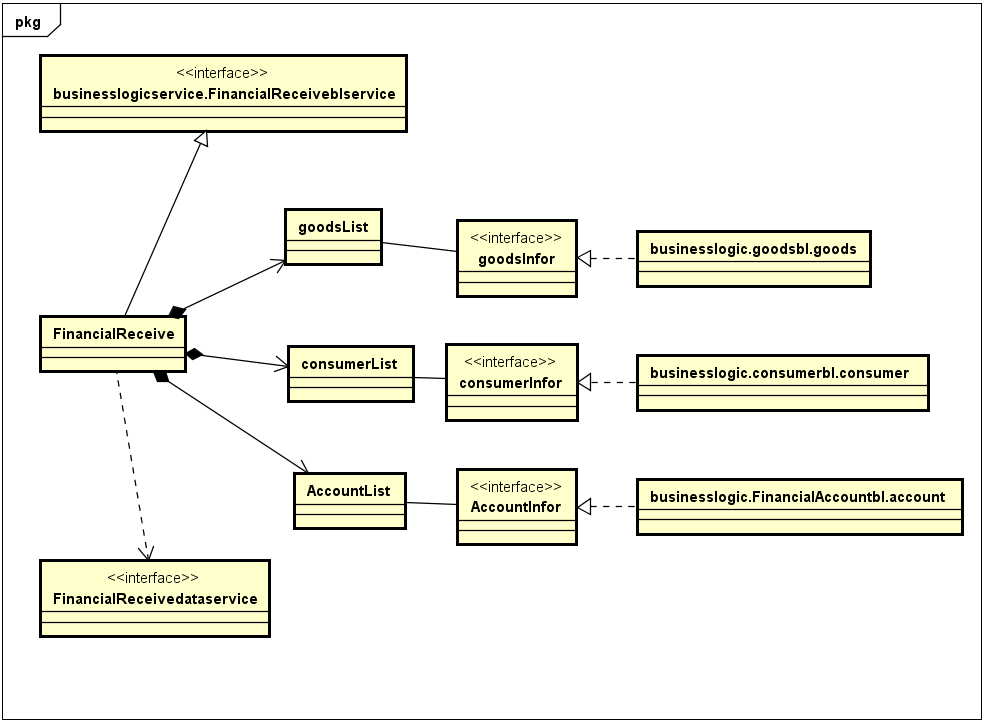 pkg
<<interface>>
businesslogicservice.FinancialReceiveblservice
goodsList
<<interface>>
goodsInfor
businesslogic.goodsbl.goods
FinancialReceive
consumerList
<<interface>>
consumerInfor
businesslogic.consumerbl.consumer
AccountList
<<interface>>
AccountInfor
businesslogic.FinancialAccountbl.account
<<interface>>
FinancialReceivedataservice